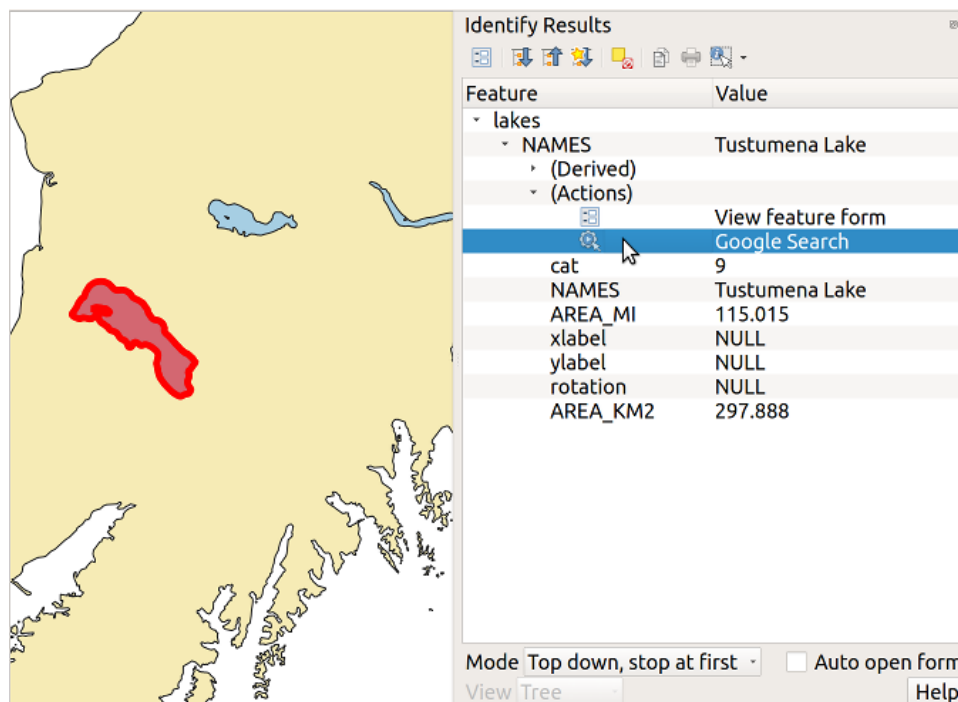 Identify Results
Feature Value
lakes
NAMES Tustumena Lake
(Derived)
(Actions)
View feature form
Google Search
cat 9
NAMES Tustumena Lake
AREA_MI 115.015
xlabel NULL
ylabel NULL
rotation NULL
AREA_KM2 297.888
Mode Top down, stop at first Auto open form
View Tree Help